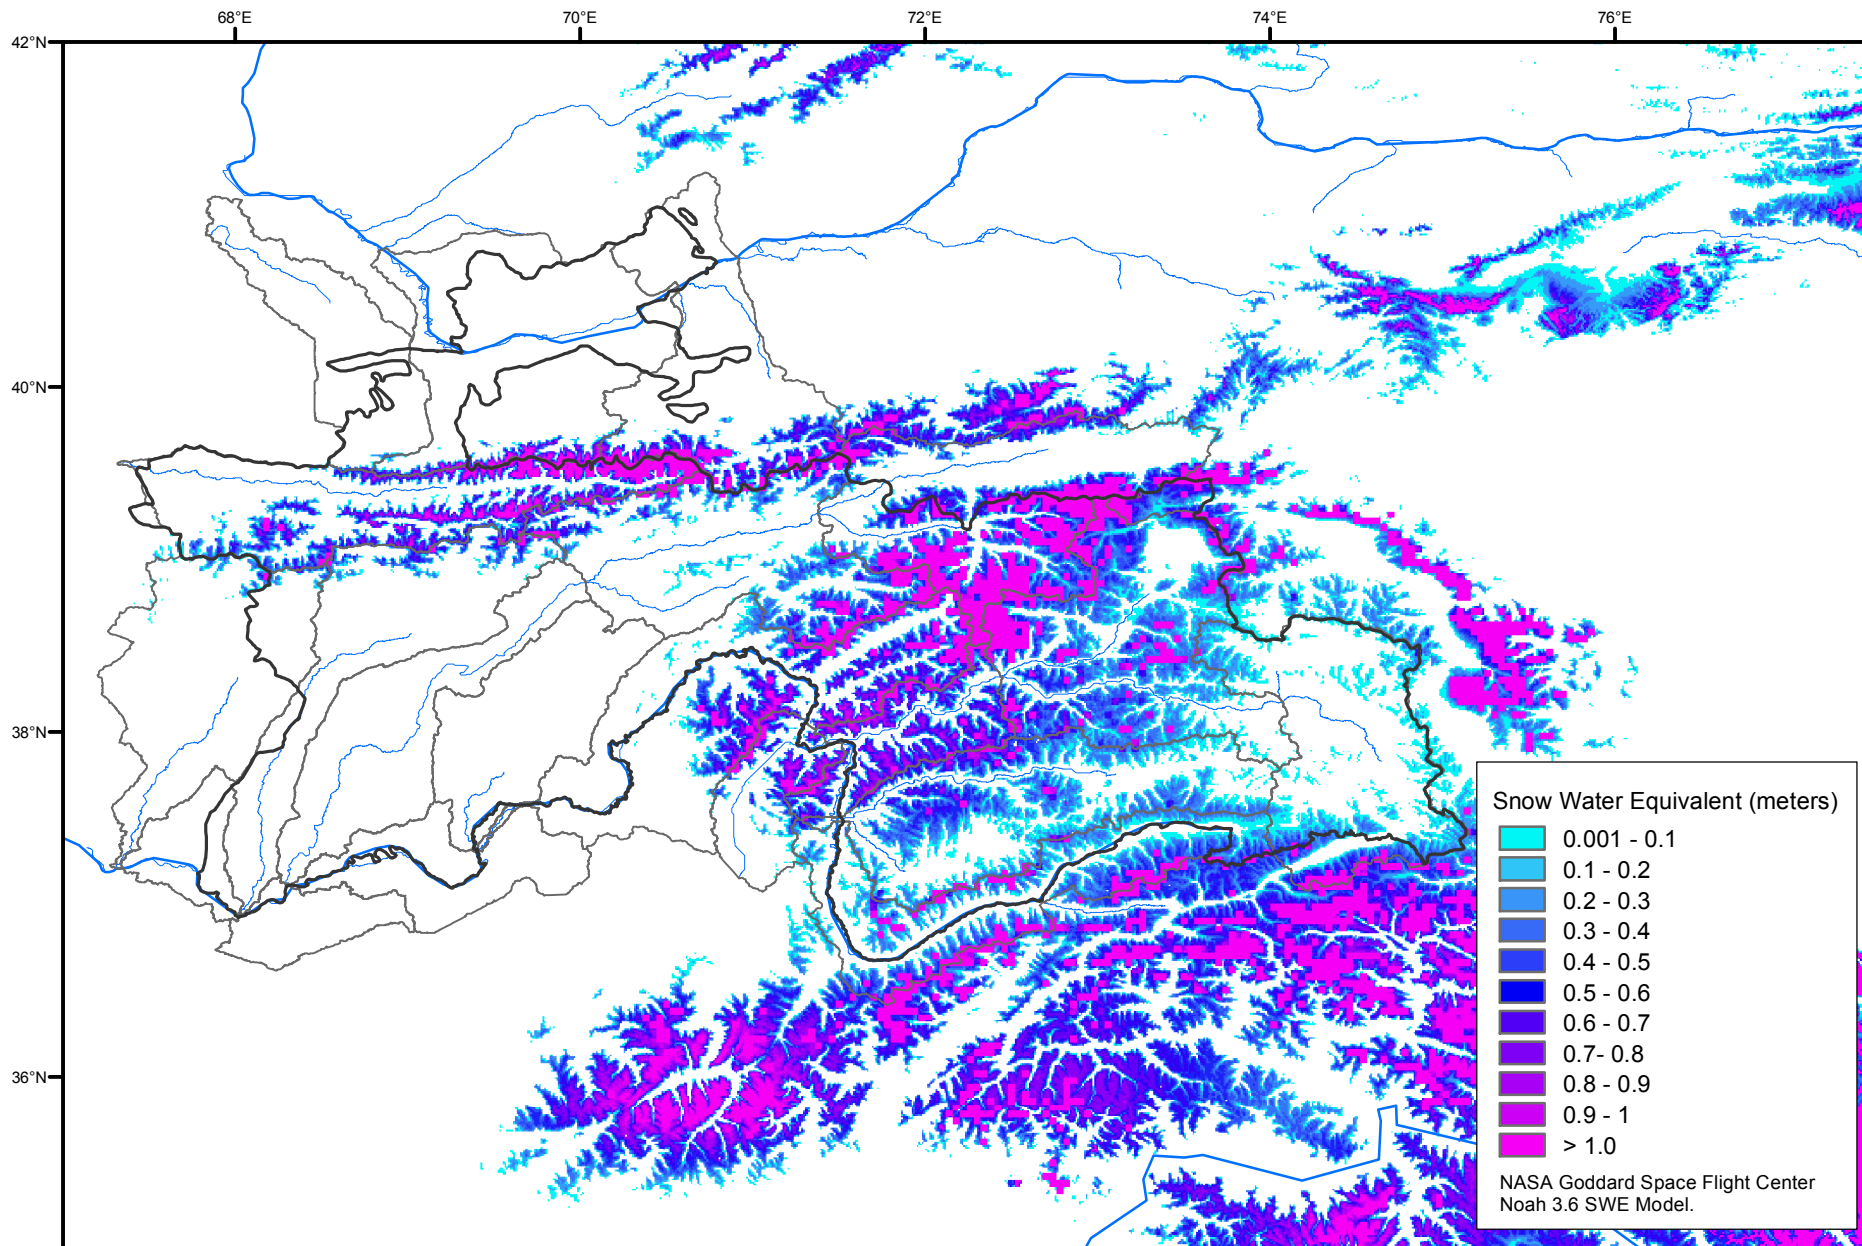 68°E
70°E
72°E
74°E
76°E
42°N
40°N
38°N
36°N
Snow Water Equivalent (meters)
0.001 - 0.1
0.1 - 0.2
0.2 - 0.3
0.3 - 0.4
0.4 - 0.5
0.5 - 0.6
0.6 - 0.7
0.7- 0.8
0.8 - 0.9
0.9 - 1
> 1.0
NASA Goddard Space Flight Center
Noah 3.6 SWE Model.